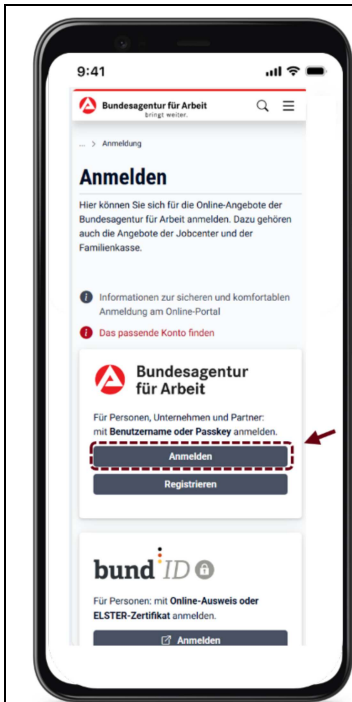 9:41
Bundesagentur für Arbeit
bringt weiter.
... > Anmeldung
Anmelden
Hier können Sie sich für die Online-Angebote der
Bundesagentur für Arbeit anmelden. Dazu gehören
auch die Angebote der Jobcenter und der
Familienkasse.
Informationen zur sicheren und komfortablen
Anmeldung am Online-Portal
Das passende Konto finden
Bundesagentur
für Arbeit
Für Personen, Unternehmen und Partner:
mit Benutzername oder Passkey anmelden.
Anmelden
Registrieren
bundID
Für Personen: mit Online-Ausweis oder
ELSTER-Zertifikat anmelden.
Anmelden